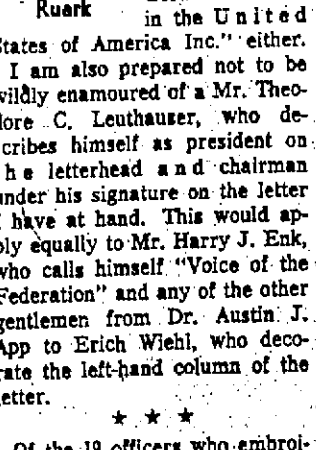 Ruark
in the United
States of America Inc." either.
I am also prepared not to be
wildly enamoured of a Mr. Theo-
dore C. Leuthauzer, who de-
scribes himself as president on
he letterhead and chairman
under his signature on the letter
I have at hand. This would ap-
ply equally to Mr. Harry J. Enk,
who calls himself "Voice of the
Federation" and any of the other
gentlemen from Dr. Austin J.
App to Erich Wiehl, who deco-
rate the left-hand column of the
letter.
★ ★ ★
Of the 19 officers who embroi-